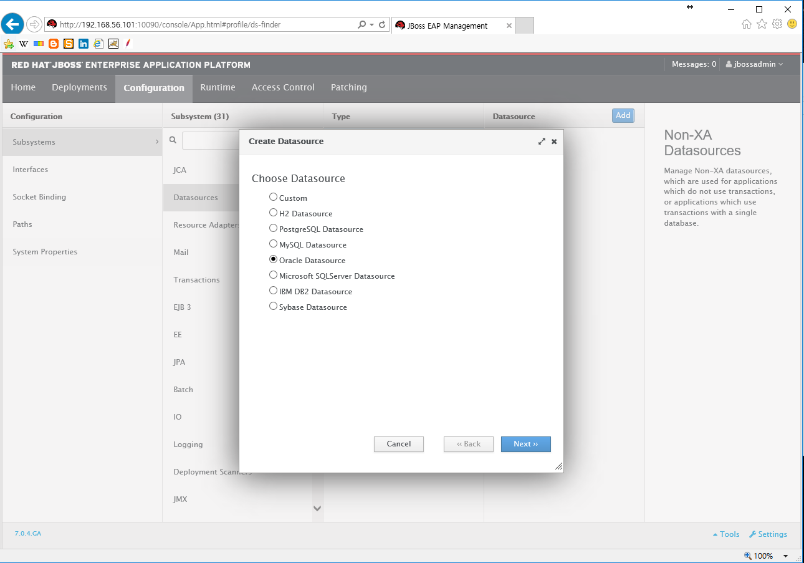 http://192.168.56.101:10090/console/App.html#profile/ds-finder
JBoss EAP Management
RED HAT JBOSS ENTERPRISE APPLICATION PLATFORM
Messages: 0
jbossadmin
Home
Deployments
Configuration
Runtime
Access Control
Patching
Configuration
Subsystem (31)
Type
Datasource
Add
Subsystems
Interfaces
Socket Binding
Paths
System Properties
JCA
Datasources
Resource Adapter
Mail
Transactions
EJB 3
EE
JPA
Batch
IO
Logging
Deployment Scanners
JMX
Create Datasource
Choose Datasource
Custom
H2 Datasource
PostgreSQL Datasource
MySQL Datasource
Oracle Datasource
Microsoft SQLServer Datasource
IBM DB2 Datasource
Sybase Datasource
Cancel
‹‹ Back
Next ››
Non-XA
Datasources
Manage Non-XA datasources,
which are used for applications
which do not use transactions,
or applications which use
transactions with a single
database.
7.0.4.GA
Tools
Settings
100%